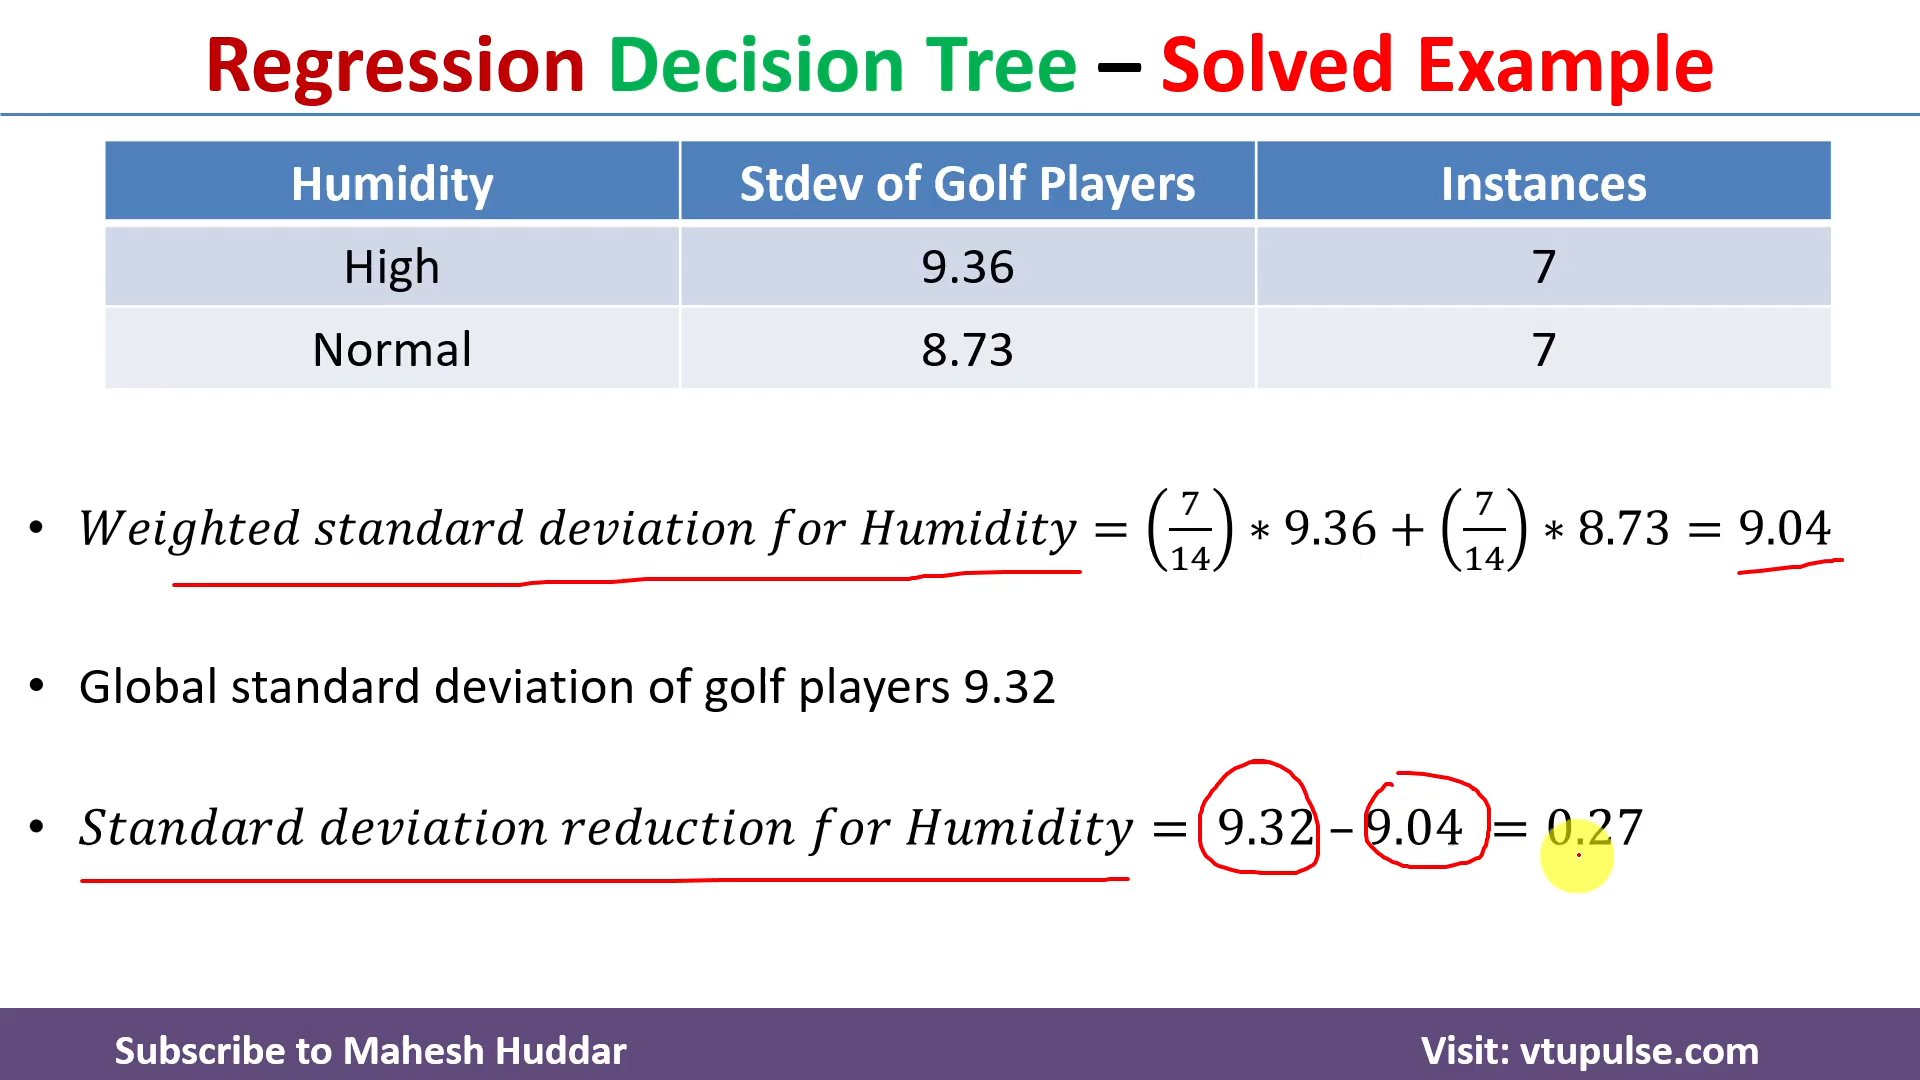 Regression Decision Tree – Solved Example
Humidity Stdev of Golf Players Instances
High 9.36 7
Normal 8.73 7
• Weighted standard deviation for Humidity = (7/14) * 9.36 + (7/14) * 8.73 = 9.04
• Global standard deviation of golf players 9.32
• Standard deviation reduction for Humidity = 9.32 – 9.04 = 0.27
Subscribe to Mahesh Huddar Visit: vtupulse.com